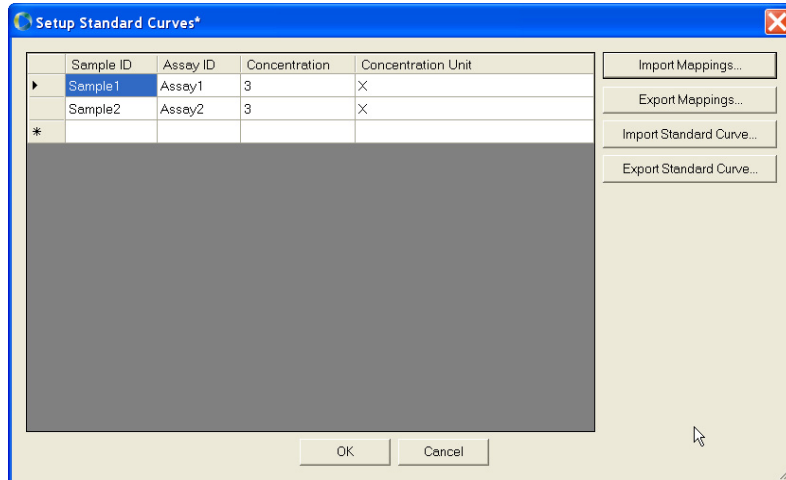 Setup Standard Curves*
Sample ID Assay ID Concentration Concentration Unit
Sample1 Assay1 3 X
Sample2 Assay2 3 X
*
Import Mappings...
Export Mappings...
Import Standard Curve...
Export Standard Curve...
OK Cancel